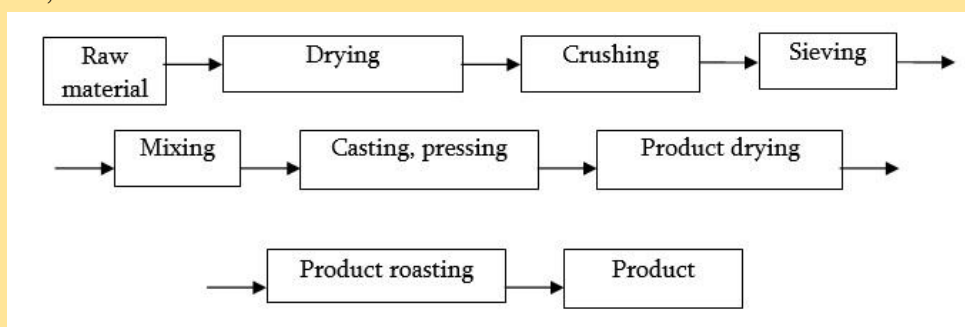 Raw
material
Drying
Crushing
Sieving
Mixing
Casting, pressing
Product drying
Product roasting
Product